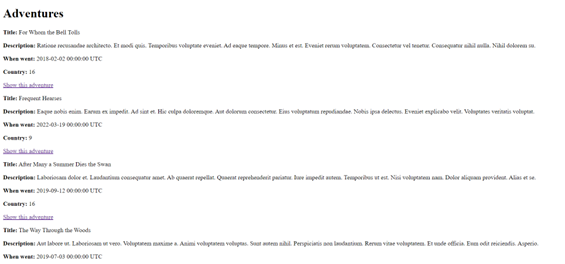 Adventures
Title: For Whom the Bell Tolls
Description: Ratione recusandae architecto. Et modi quis. Temporibus voluptate eveniet. Ad eaque tempore. Minus et est. Eveniet rerum voluptatem. Consectetur vel tenetur. Consequatur nihil nulla. Nihil dolorem su.
When went: 2018-02-02 00:00:00 UTC
Country: 16
Show this adventure
Title: Frequent Hearses
Description: Eaque nobis enim. Earum ex impedit. Ad sint et. Hic culpa doloremque. Aut dolorum consectetur. Eius voluptatum repudiandae. Nobis ipsa delectus. Eveniet explicabo velit. Voluptates veritatis voluptat.
When went: 2022-03-19 00:00:00 UTC
Country: 9
Show this adventure
Title: After Many a Summer Dies the Swan
Description: Laboriosam dolor et. Laudantium consequatur amet. Ab quaerat repellat. Quaerat reprehenderit pariatur. Iure impedit autem. Temporibus ut est. Nisi voluptatem nam. Dolor aliquam provident. Alias et se.
When went: 2019-09-12 00:00:00 UTC
Country: 16
Show this adventure
Title: The Way Through the Woods
Description: Aut labore ut. Laboriosam ut vero. Voluptatem maxime a. Animi voluptatem voluptas. Sunt autem nihil. Perspiciatis non laudantium. Rerum vitae voluptatem. Et unde officia. Eum odit reiciendis. Asperio.
When went: 2019-07-03 00:00:00 UTC